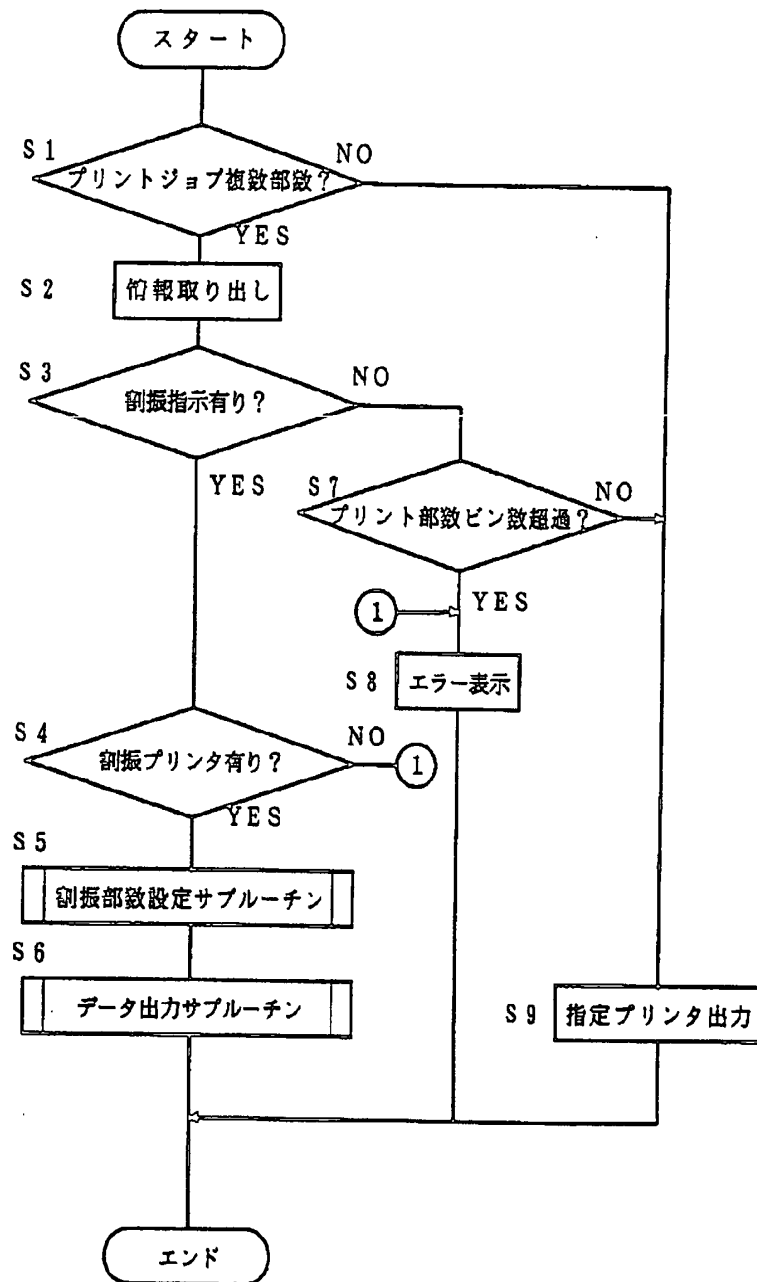 スタート
S1
プリントジョブ複数部数？
NO
YES
S2
情報取り出し
S3
割振指示有り？
NO
YES
S7
プリント部数ビン数超過？
NO
YES
1
S8
エラー表示
S4
割振プリンタ有り？
NO
1
YES
S5
割振部数設定サブルーチン
S6
データ出力サブルーチン
S9
指定プリンタ出力
エンド